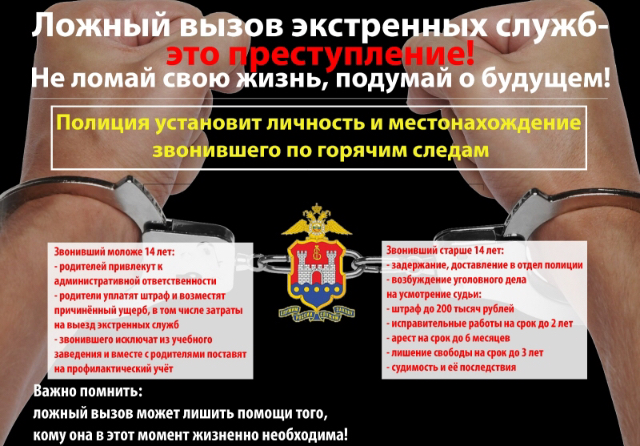 Ложный вызов экстренных служб-
это преступление!
Не ломай свою жизнь, подумай о будущем!
Полиция установит личность и местонахождение
звонившего по горячим следам
Звонивший моложе 14 лет:
- родителей привлекут к
административной ответственности
- родители уплатят штраф и возместят
причинённый ущерб, в том числе затраты
на выезд экстренных служб
- звонившего исключат из учебного
заведения и вместе с родителями поставят
на профилактический учёт
Звонивший старше 14 лет:
- задержание, доставление в отдел полиции
- возбуждение уголовного дела
на усмотрение судьи:
- штраф до 200 тысяч рублей
- исправительные работы на срок до 2 лет
- арест на срок до 6 месяцев
- лишение свободы на срок до 3 лет
- судимость и её последствия
Важно помнить:
ложный вызов может лишить помощи того,
кому она в этот момент жизненно необходима!